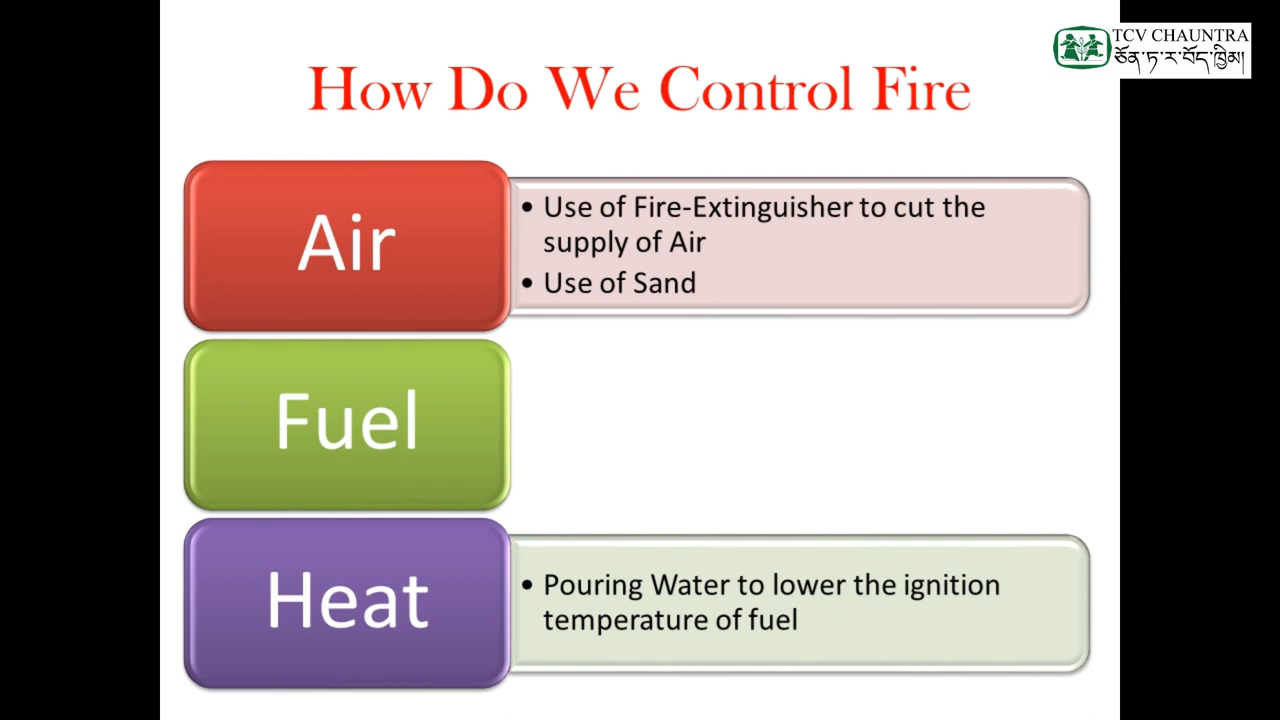 TCV CHAUNTRA
ཅོན་ཏ་ར་བོད་ཁྱིམ།
How Do We Control Fire
Air
• Use of Fire-Extinguisher to cut the
supply of Air
• Use of Sand
Fuel
Heat
• Pouring Water to lower the ignition
temperature of fuel